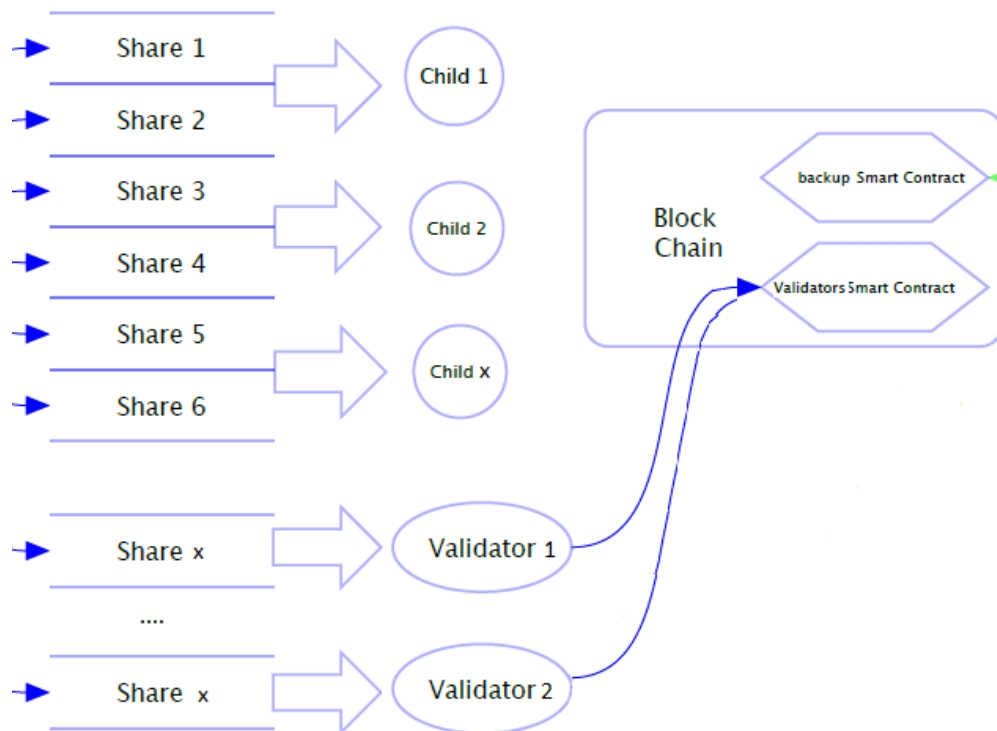 Share 1
Share 2
Share 3
Share 4
Share 5
Share 6
Share x
....
Share x
Child 1
Child 2
Child x
Validator 1
Validator 2
Block
Chain
backup Smart Contract
Validators Smart Contract